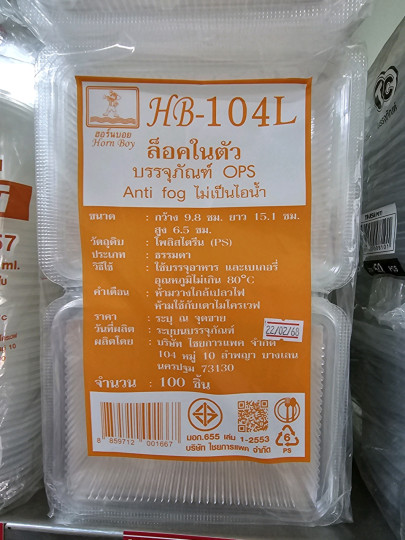 HB-104L
ฮอร์นบอย
Horn Boy
ล็อคในตัว
บรรจุภัณฑ์ OPS
Anti fog ไม่เป็นไอน้ำ
ขนาด : กว้าง 9.8 ซม. ยาว 15.1 ซม.
สูง 6.5 ซม.
วัตถุดิบ : โพลิสไตรีน (PS)
ประเภท : ธรรมดา
วิธีใช้ : ใช้บรรจุอาหาร และเบเกอรี่
อุณหภูมิไม่เกิน 80°C
คำเตือน : ห้ามวางใกล้เปลวไฟ
ห้ามใช้กับเตาไมโครเวฟ
ราคา : ระบุ ณ จุดขาย
วันที่ผลิต : ระบุบนบรรจุภัณฑ์
22/02/68
ผลิตโดย : บริษัท ไชยการแพค จำกัด
104 หมู่ 10 ลำพญา บางเลน
นครปฐม 73130
จำนวน : 100 ชิ้น
8 859712 001667
มอก.655 เล่ม 1-2553
บริษัท ไชยการแพค จำกัด
6
PS
57
ml.